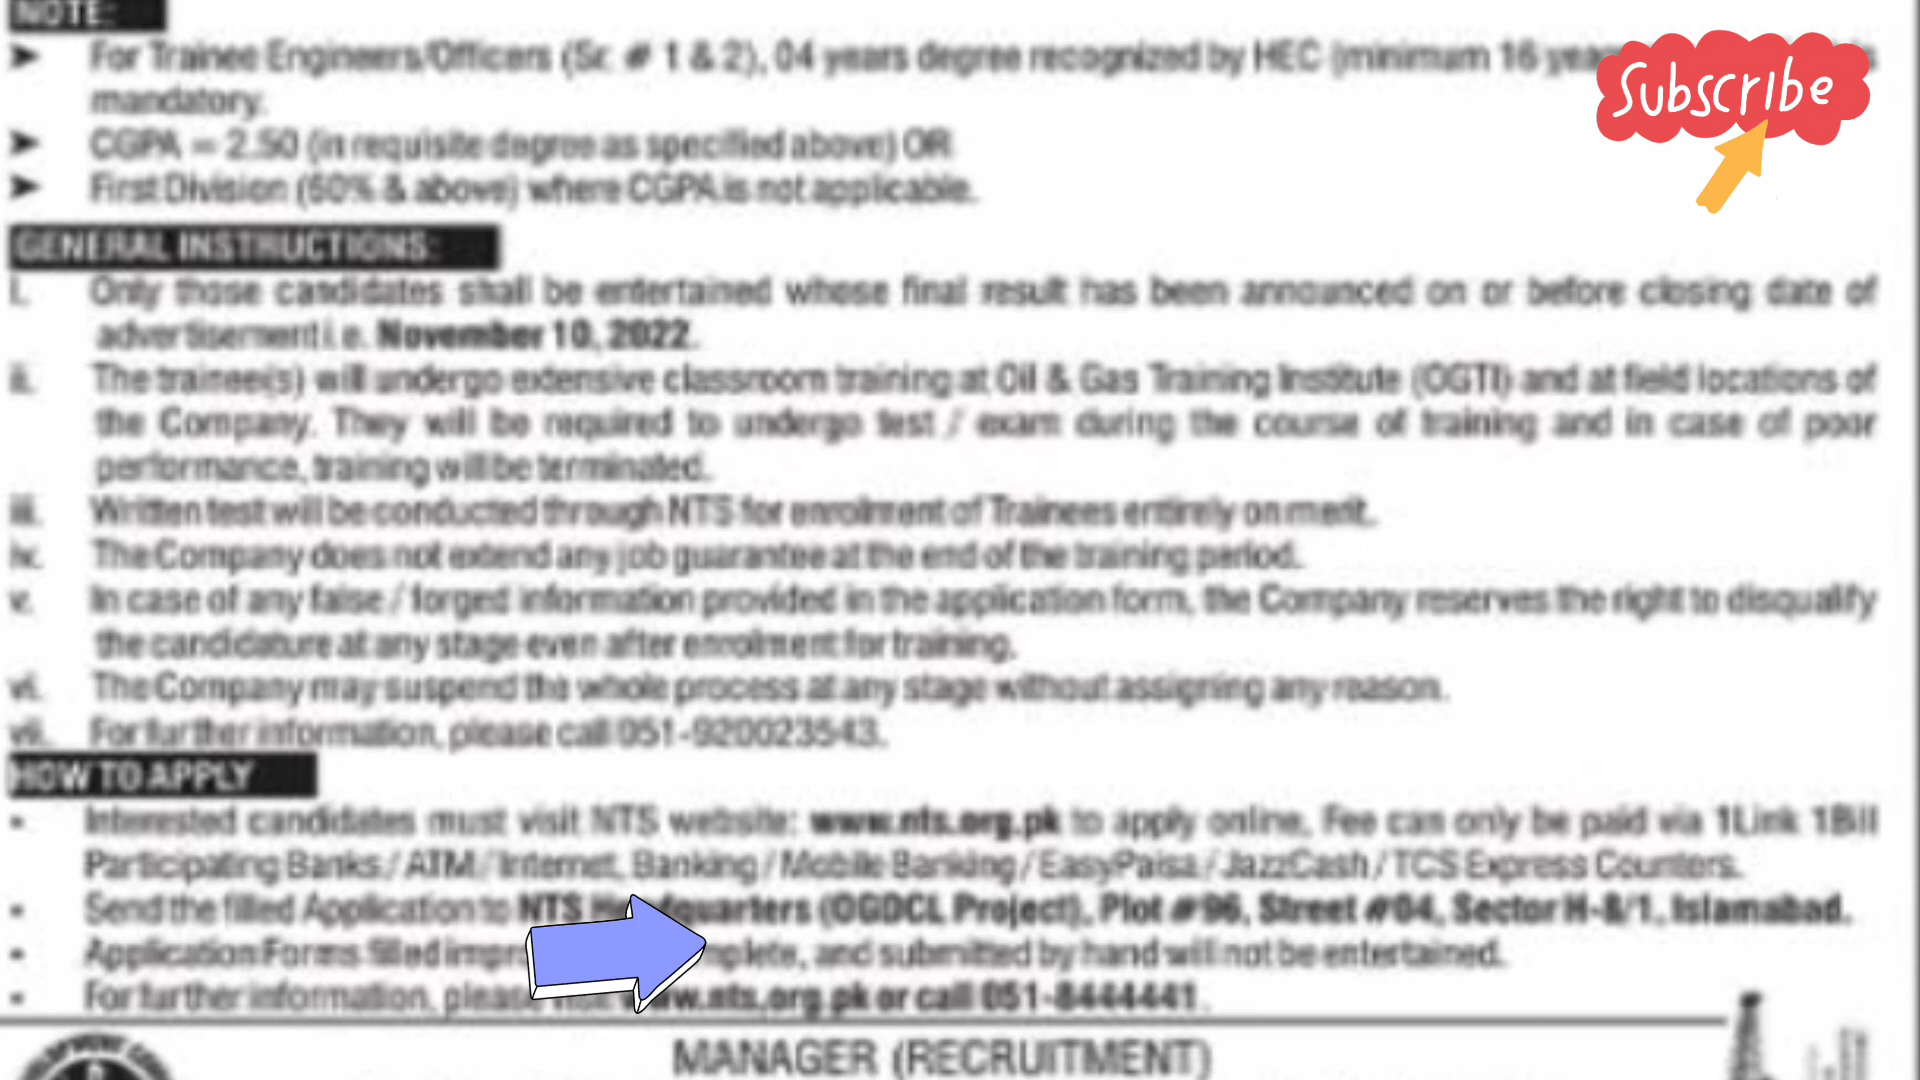 NOTE:
➤ For Trainee Engineers/Officers (Sr. # 1 & 2), 04 years degree recognized by HEC (minimum 16
mandatory.
➤ CGPA = 2.50 (in requisite degree as specified above) OR
➤ First Division (60% & above) where CGPA is not applicable.
Subscribe
GENERAL INSTRUCTIONS:
i. Only those candidates shall be entertained whose final result has been announced on or before closing date of
advertisement i.e. November 10, 2022.
ii. The trainee(s) will undergo extensive classroom training at Oil & Gas Training Institute (OGTI) and at field locations of
the Company. They will be required to undergo test / exam during the course of training and in case of poor
performance, training will be terminated.
iii. Written test will be conducted through NTS for enrolment of Trainees entirely on merit.
iv. The Company does not extend any job guarantee at the end of the training period.
v. In case of any false / forged information provided in the application form, the Company reserves the right to disqualify
the candidature at any stage even after enrolment for training.
vi. The Company may suspend the whole process at any stage without assigning any reason.
vii. For further information, please call 051-920023543.
HOW TO APPLY
- Interested candidates must visit NTS website: www.nts.org.pk to apply online. Fee can only be paid via 1Link 1Bill
Participating Banks / ATM / Internet, Banking / Mobile Banking / EasyPaisa / JazzCash / TCS Express Counters.
- Send the filled Application to NTS Headquarters (OGDCL Project), Plot # 96, Street # 04, Sector H-8/1, Islamabad.
- Application Forms filled and submitted by hand will not be entertained.
- For further information, please visit www.nts.org.pk or call 051-8444441.
MANAGER (RECRUITMENT)